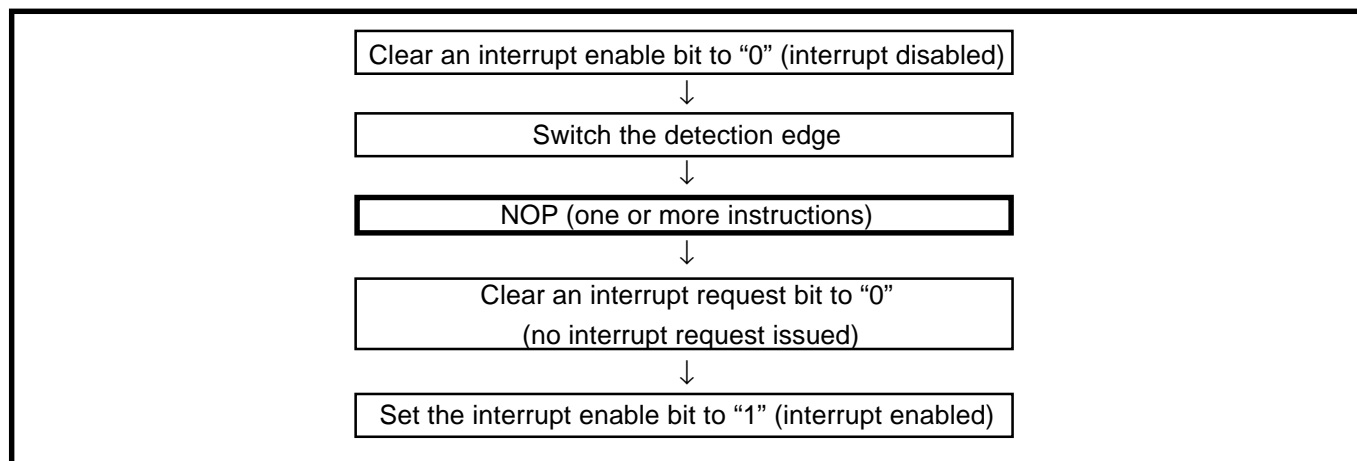 Clear an interrupt enable bit to “0” (interrupt disabled)
↓
Switch the detection edge
↓
NOP (one or more instructions)
↓
Clear an interrupt request bit to “0”
(no interrupt request issued)
↓
Set the interrupt enable bit to “1” (interrupt enabled)